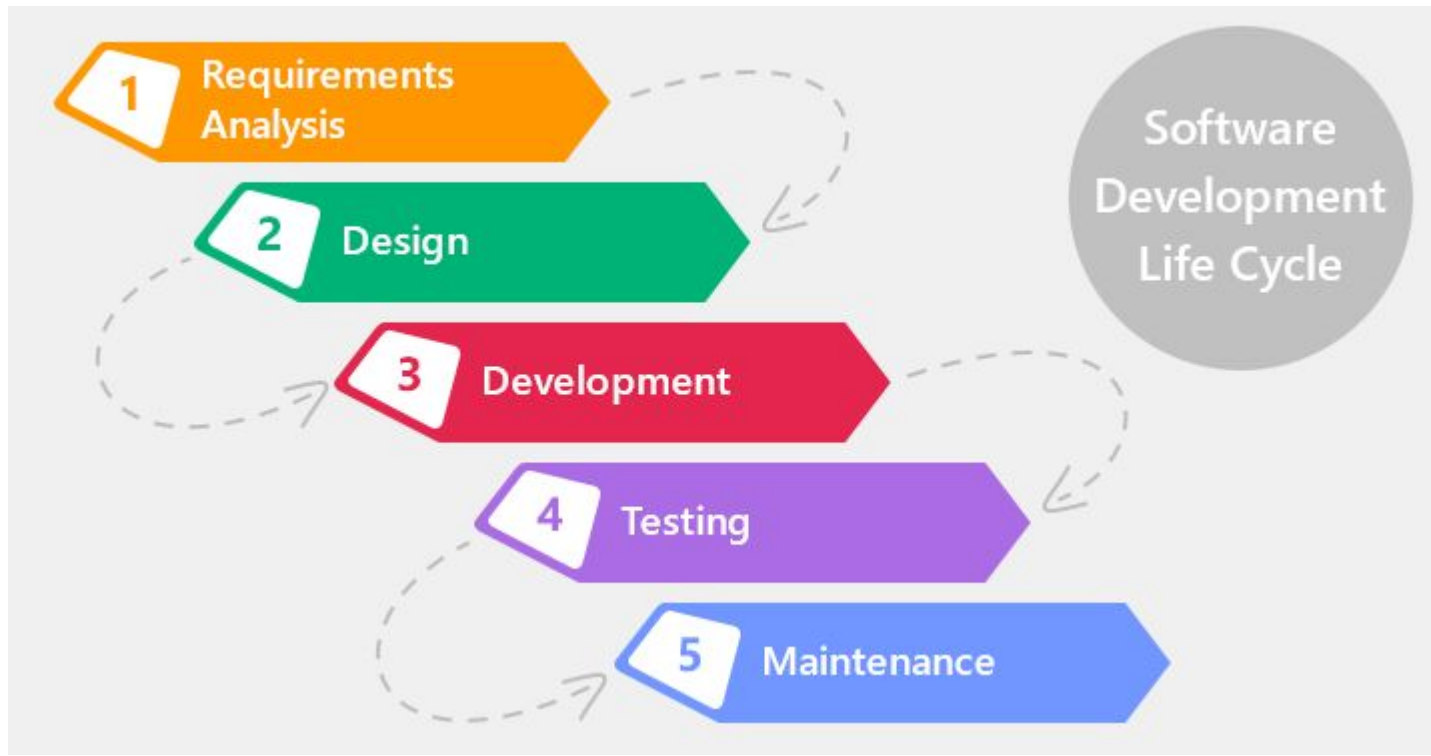 1
Requirements
Analysis
2
Design
3
Development
4
Testing
5
Maintenance
Software
Development
Life Cycle